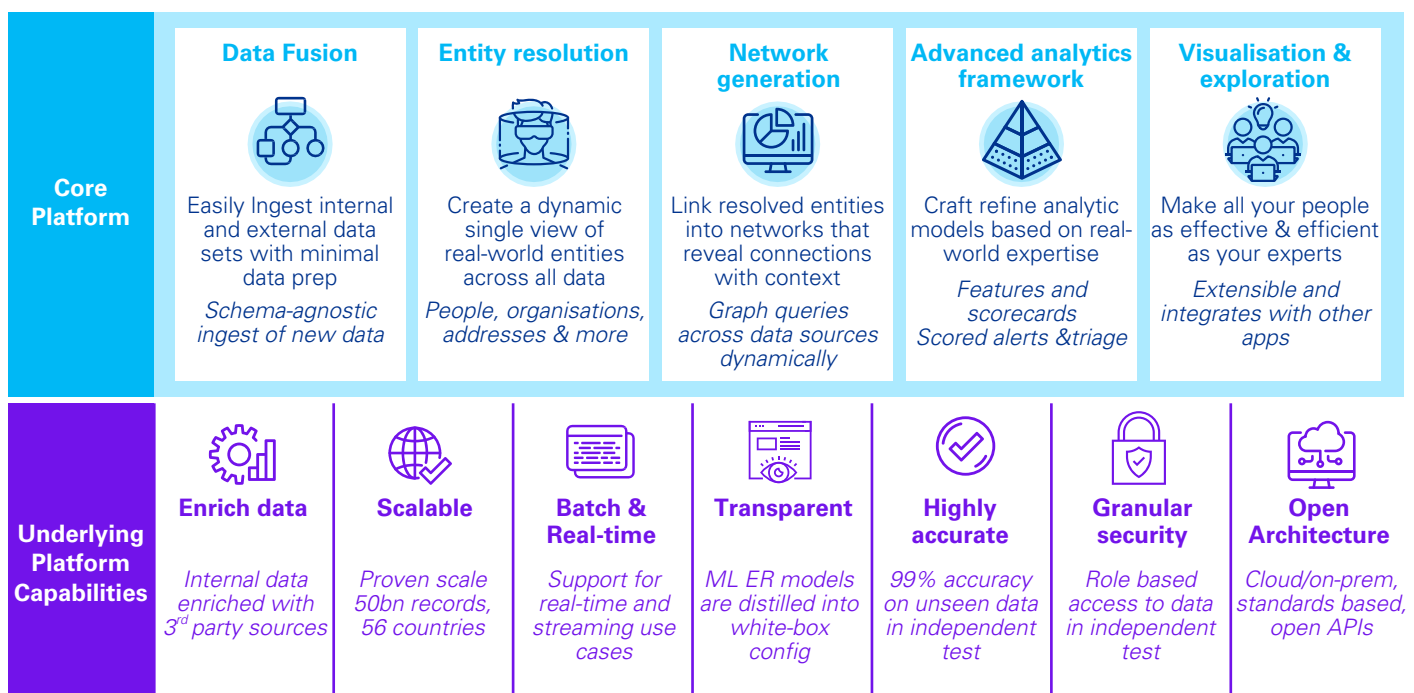 Core
Platform
Data Fusion
Easily Ingest internal
and external data
sets with minimal
data prep
Schema-agnostic
ingest of new data
Entity resolution
Create a dynamic
single view of
real-world entities
across all data
People, organisations,
addresses & more
Network
generation
Link resolved entities
into networks that
reveal connections
with context
Graph queries
across data sources
dynamically
Advanced analytics
framework
Craft refine analytic
models based on real-
world expertise
Features and
scorecards
Scored alerts &triage
Visualisation &
exploration
Make all your people
as effective & efficient
as your experts
Extensible and
integrates with other
apps
Underlying
Platform
Capabilities
Enrich data
Internal data
enriched with
3rd party sources
Scalable
Proven scale
50bn records,
56 countries
Batch &
Real-time
Support for
real-time and
streaming use
cases
Transparent
ML ER models
are distilled into
white-box
config
Highly
accurate
99% accuracy
on unseen data
in independent
test
Granular
security
Role based
access to data
in independent
test
Open
Architecture
Cloud/on-prem,
standards based,
open APIs